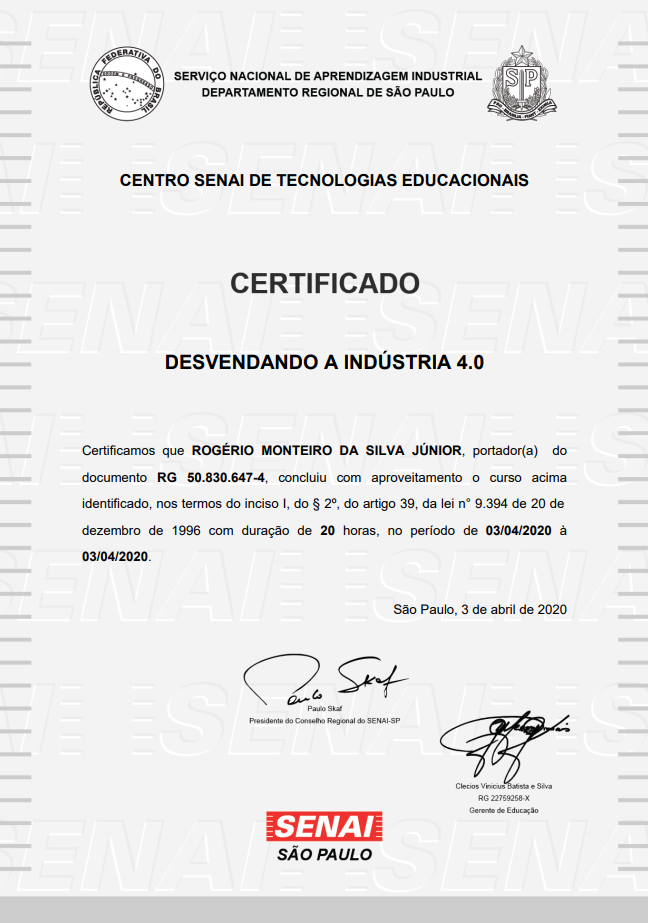 REPÚBLICA FEDERATIVA DO BRASIL
SERVIÇO NACIONAL DE APRENDIZAGEM INDUSTRIAL
DEPARTAMENTO REGIONAL DE SÃO PAULO
SP
CENTRO SENAI DE TECNOLOGIAS EDUCACIONAIS
CERTIFICADO
DESVENDANDO A INDÚSTRIA 4.0
Certificamos que ROGÉRIO MONTEIRO DA SILVA JÚNIOR, portador(a) do
documento RG 50.830.647-4, concluiu com aproveitamento o curso acima
identificado, nos termos do inciso I, do § 2º, do artigo 39, da lei n° 9.394 de 20 de
dezembro de 1996 com duração de 20 horas, no período de 03/04/2020 à
03/04/2020.
São Paulo, 3 de abril de 2020
Paulo Skaf
Paulo Skaf
Presidente do Conselho Regional do SENAI-SP
Clecios Vinícius Batista e Silva
RG 22759258-X
Gerente de Educação
SENAI
SÃO PAULO